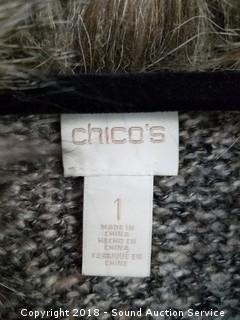 chico's
1
MADE IN
CHINA
HECHO EN
CHINA
FABRIQUÉ EN
CHINE
Copyright 2018 - Sound Auction Service